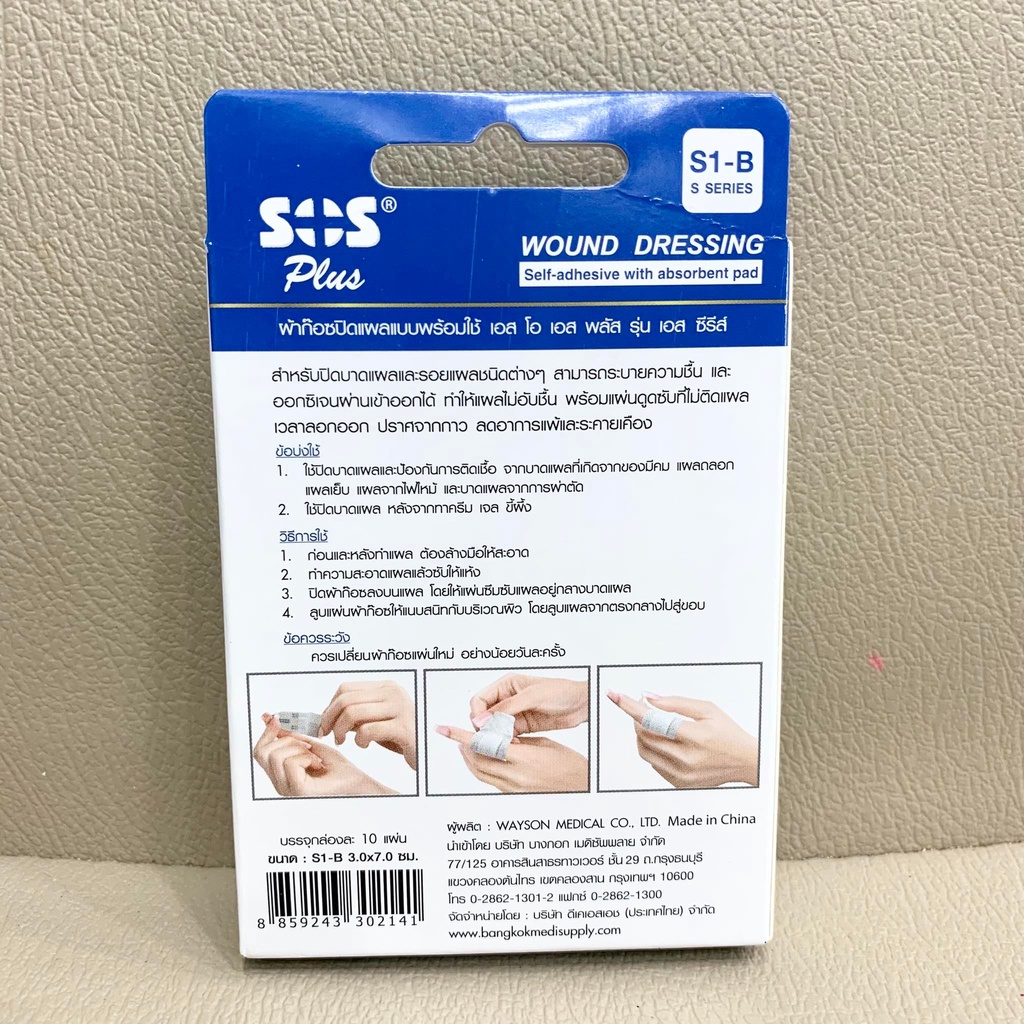 S1-B
S SERIES
SOS®
Plus
WOUND DRESSING
Self-adhesive with absorbent pad
ผ้าก๊อซปิดแผลแบบพร้อมใช้ เอส โอ เอส พลัส รุ่น เอส ซีรีส์
สำหรับปิดบาดแผลและรอยแผลชนิดต่างๆ สามารถระบายความชื้น และ
ออกซิเจนผ่านเข้าออกได้ ทำให้แผลไม่อับชื้น พร้อมแผ่นดูดซับที่ไม่ติดแผล
เวลาลอกออก ปราศจากกาว ลดอาการแพ้และระคายเคือง
ข้อบ่งใช้
1. ใช้ปิดบาดแผลและป้องกันการติดเชื้อ จากบาดแผลที่เกิดจากของมีคม แผลถลอก
แผลเย็บ แผลจากไฟไหม้ และบาดแผลจากการผ่าตัด
2. ใช้ปิดบาดแผล หลังจากทาครีม เจล ขี้ผึ้ง
วิธีการใช้
1. ก่อนและหลังทำแผล ต้องล้างมือให้สะอาด
2. ทำความสะอาดแผลแล้วซับให้แห้ง
3. ปิดผ้าก๊อซลงบนแผล โดยให้แผ่นซึมซับแผลอยู่กลางบาดแผล
4. ลูบแผ่นผ้าก๊อซให้แนบสนิทกับบริเวณผิว โดยลูบแผลจากตรงกลางไปสู่ขอบ
ข้อควรระวัง
ควรเปลี่ยนผ้าก๊อซแผ่นใหม่ อย่างน้อยวันละครั้ง
บรรจุกล่องละ 10 แผ่น
ขนาด : S1-B 3.0x7.0 ซม.
8 859243 302141
ผู้ผลิต : WAYSON MEDICAL CO., LTD. Made in China
นำเข้าโดย บริษัท บางกอก เมดิซัพพลาย จำกัด
77/125 อาคารสินสาธรทาวเวอร์ ชั้น 29 ถ.กรุงธนบุรี
แขวงคลองต้นไทร เขตคลองสาน กรุงเทพฯ 10600
โทร 0-2862-1301-2 แฟกซ์ 0-2862-1300
จัดจำหน่ายโดย : บริษัท ดีเคเอสเอช (ประเทศไทย) จำกัด
www.bangkokmedisupply.com